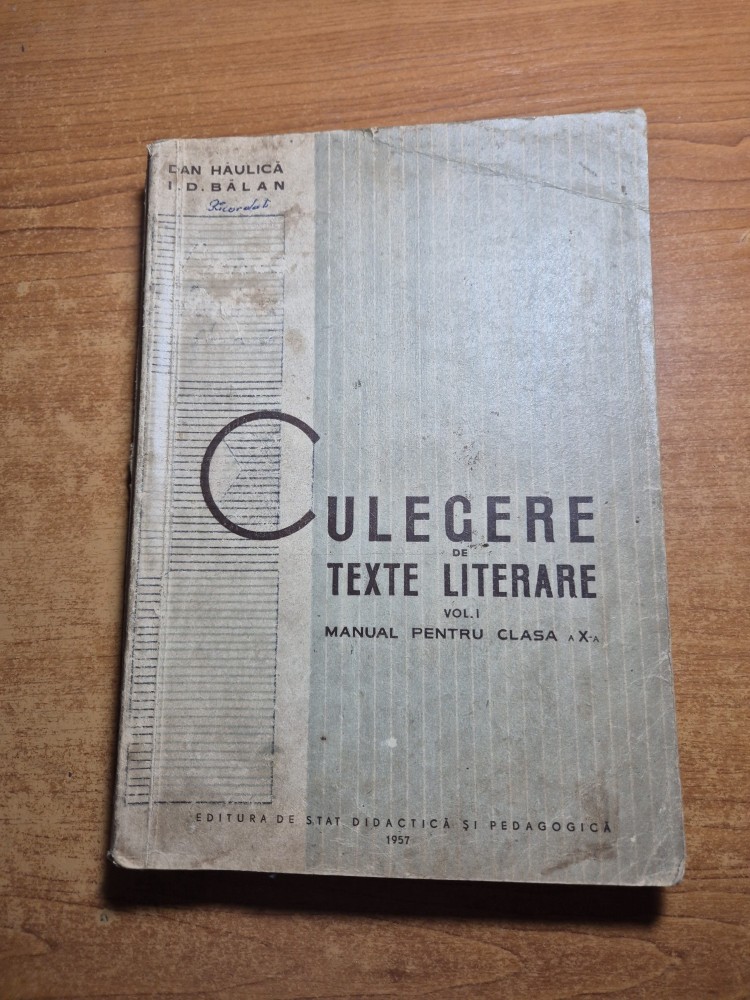 DAN HĂULICĂ
I. D. BĂLAN
CULEGERE
DE
TEXTE LITERARE
VOL. I
MANUAL PENTRU CLASA A X-A
EDITURA DE STAT DIDACTICĂ ȘI PEDAGOGICĂ
1957